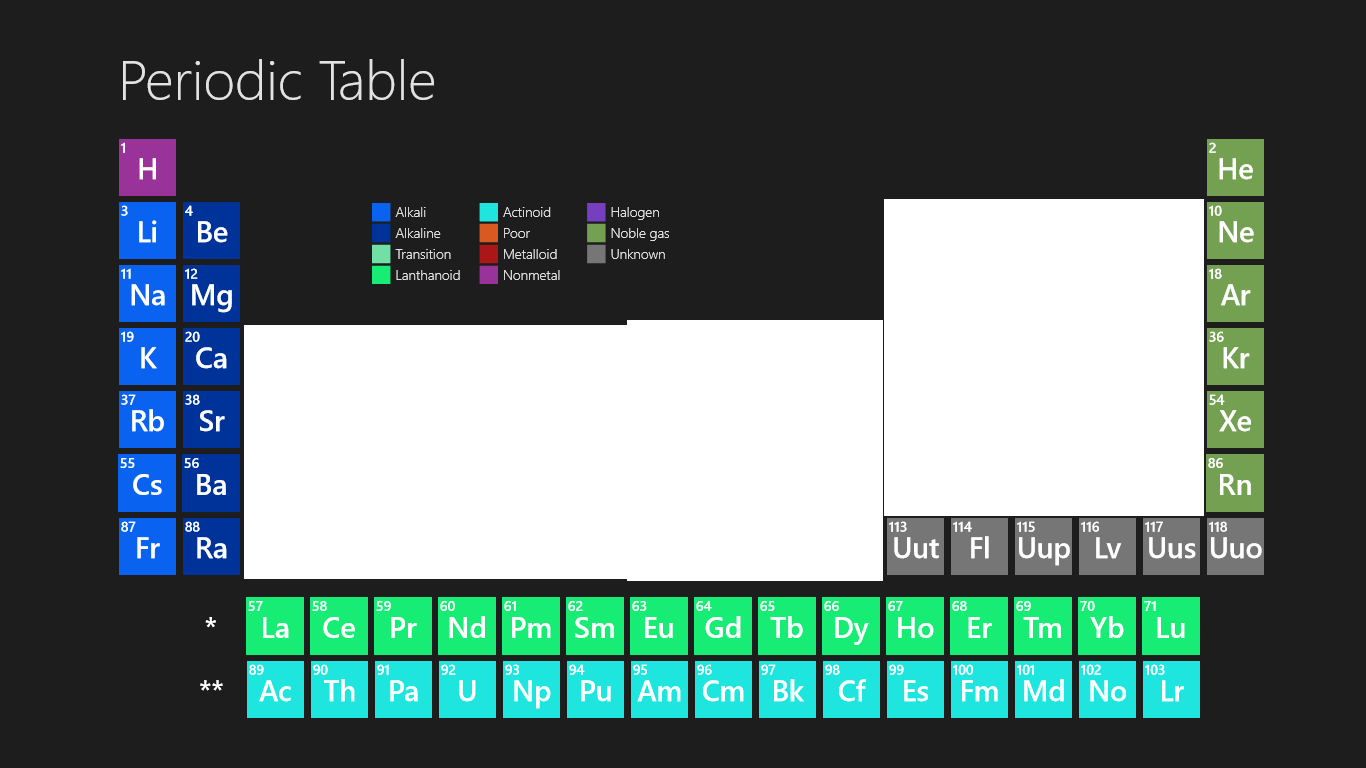 Periodic Table
1 2
H He
3 4 Alkali Actinoid Halogen 10
Li Be Alkaline Poor Noble gas Ne
Transition Metalloid Unknown
11 12 Lanthanoid Nonmetal 18
Na Mg Ar
19 20 36
K Ca Kr
37 38 54
Rb Sr Xe
55 56 86
Cs Ba Rn
87 88 113 114 115 116 117 118
Fr Ra Uut Fl Uup Lv Uus Uuo
57 58 59 60 61 62 63 64 65 66 67 68 69 70 71
* La Ce Pr Nd Pm Sm Eu Gd Tb Dy Ho Er Tm Yb Lu
89 90 91 92 93 94 95 96 97 98 99 100 101 102 103
** Ac Th Pa U Np Pu Am Cm Bk Cf Es Fm Md No Lr